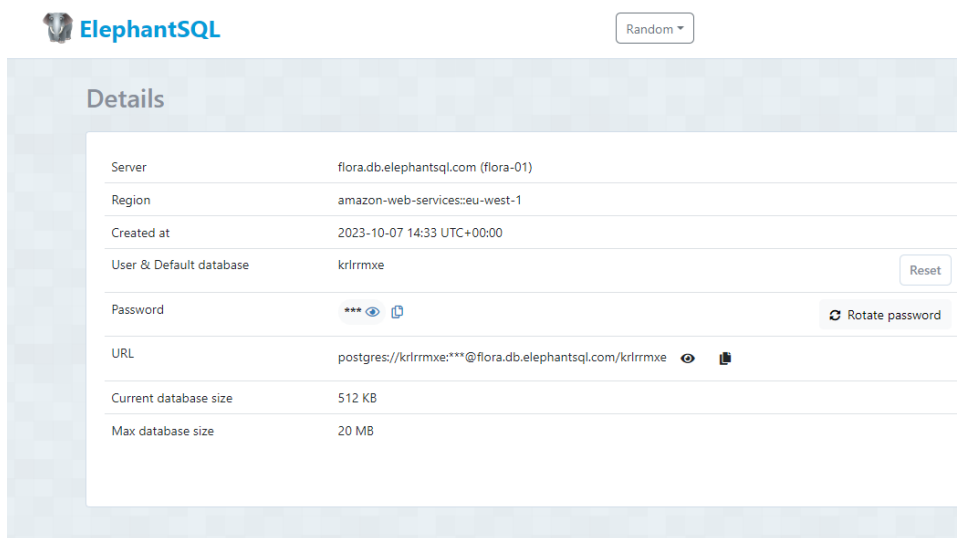 ElephantSQL
Random
Details
Server flora.db.elephantsql.com (flora-01)
Region amazon-web-services::eu-west-1
Created at 2023-10-07 14:33 UTC+00:00
User & Default database krlrrmxe
Reset
Password ***
Rotate password
URL postgres://krlrrmxe:***@flora.db.elephantsql.com/krlrrmxe
Current database size 512 KB
Max database size 20 MB